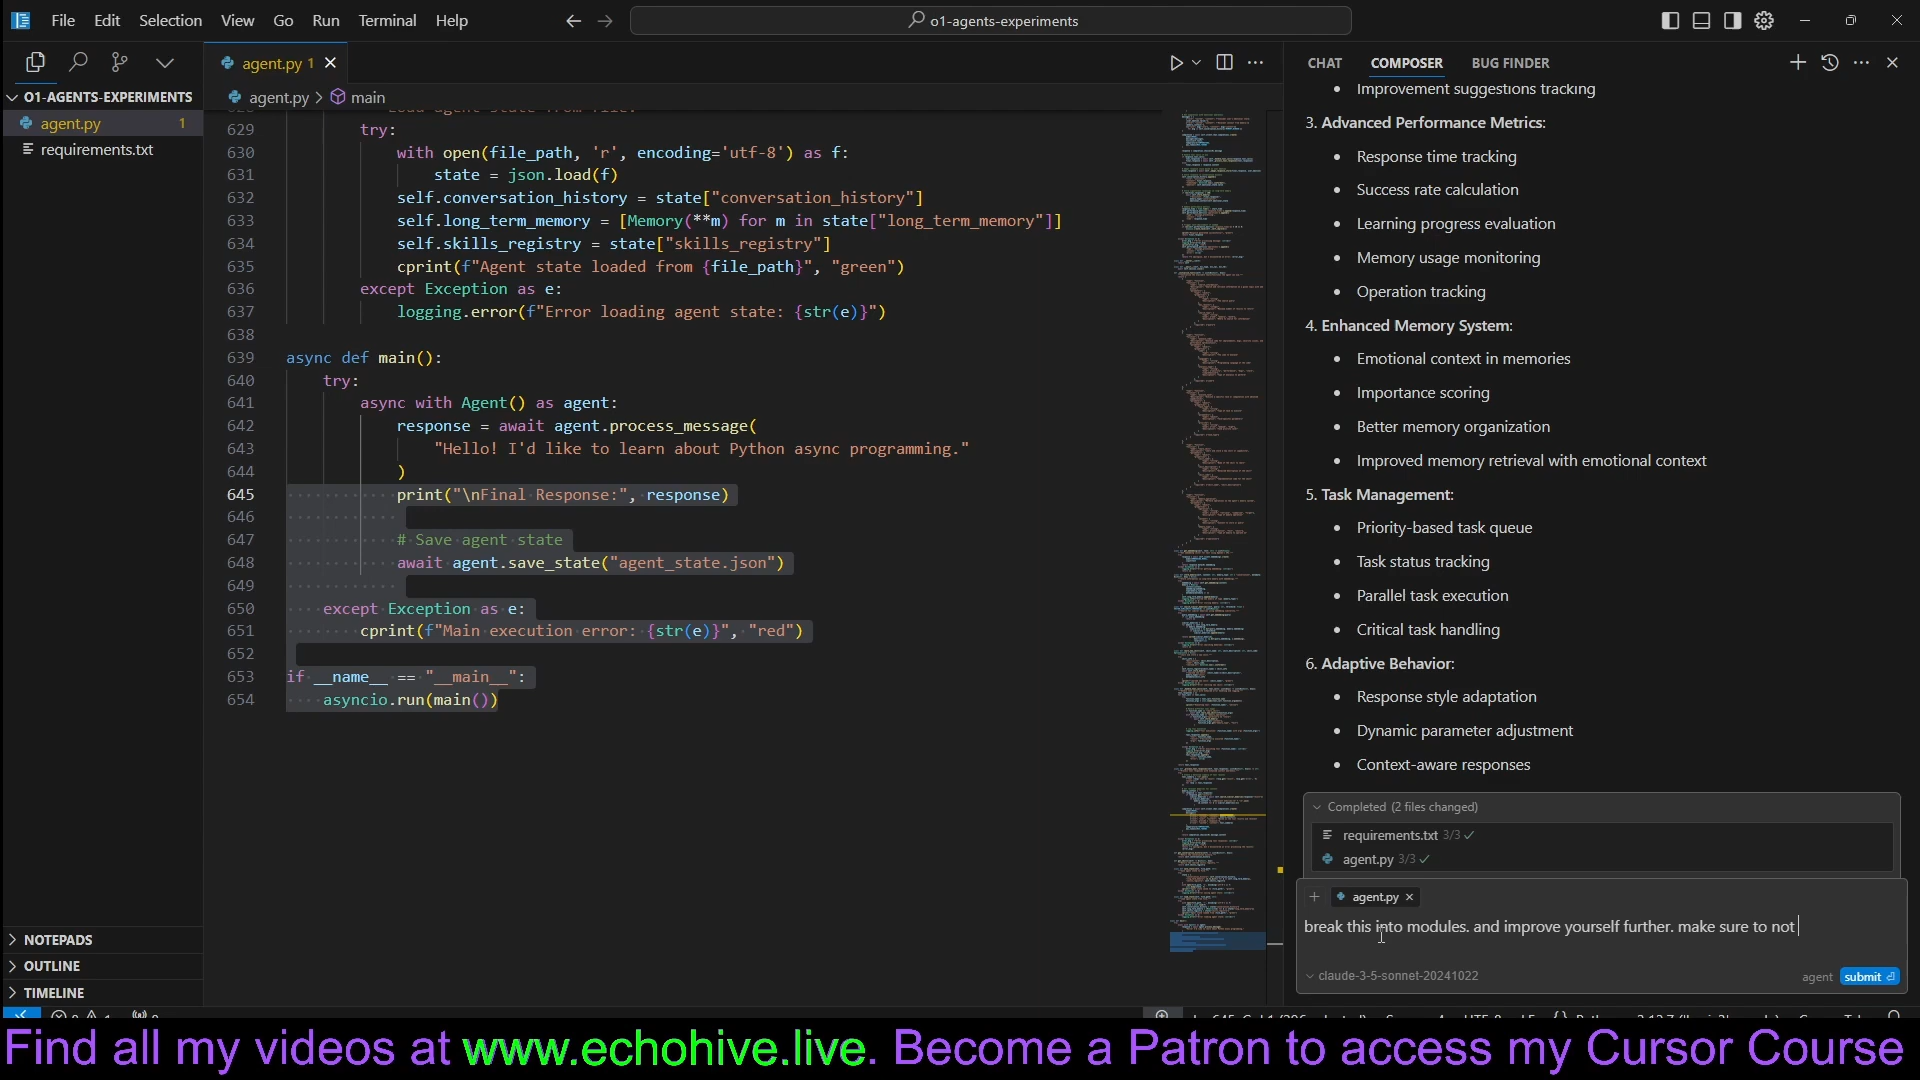 File Edit Selection View Go Run Terminal Help
o1-agents-experiments
agent.py 1
CHAT COMPOSER BUG FINDER
O1-AGENTS-EXPERIMENTS
agent.py 1
requirements.txt
agent.py > main
629 try:
630 with open(file_path, 'r', encoding='utf-8') as f:
631 state = json.load(f)
632 self.conversation_history = state["conversation_history"]
633 self.long_term_memory = [Memory(**m) for m in state["long_term_memory"]]
634 self.skills_registry = state["skills_registry"]
635 cprint(f"Agent state loaded from {file_path}", "green")
636 except Exception as e:
637 logging.error(f"Error loading agent state: {str(e)}")
638
639 async def main():
640 try:
641 async with Agent() as agent:
642 response = await agent.process_message(
643 "Hello! I'd like to learn about Python async programming."
644 )
645 print("\nFinal Response:", response)
646
647 # Save agent state
648 await agent.save_state("agent_state.json")
649
650 except Exception as e:
651 cprint(f"Main execution error: {str(e)}", "red")
652
653 if __name__ == "__main__":
654 asyncio.run(main())
Improvement suggestions tracking
3. Advanced Performance Metrics:
Response time tracking
Success rate calculation
Learning progress evaluation
Memory usage monitoring
Operation tracking
4. Enhanced Memory System:
Emotional context in memories
Importance scoring
Better memory organization
Improved memory retrieval with emotional context
5. Task Management:
Priority-based task queue
Task status tracking
Parallel task execution
Critical task handling
6. Adaptive Behavior:
Response style adaptation
Dynamic parameter adjustment
Context-aware responses
Completed (2 files changed)
requirements.txt 3/3
agent.py 3/3
agent.py
break this into modules. and improve yourself further. make sure to not
claude-3-5-sonnet-20241022
agent submit
NOTEPADS
OUTLINE
TIMELINE
Find all my videos at www.echohive.live. Become a Patron to access my Cursor Course